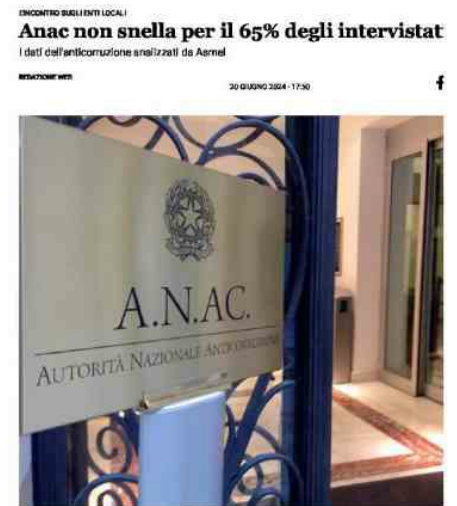 L'INCONTRO SUGLI ENTI LOCALI
Anac non snella per il 65% degli intervistat
I dati dell'anticorruzione analizzati da Asmel
REDAZIONE WEB
20 GIUGNO 2024 - 17:50
f
A.N.AC.
AUTORITÀ NAZIONALE ANTICORRUZIONE